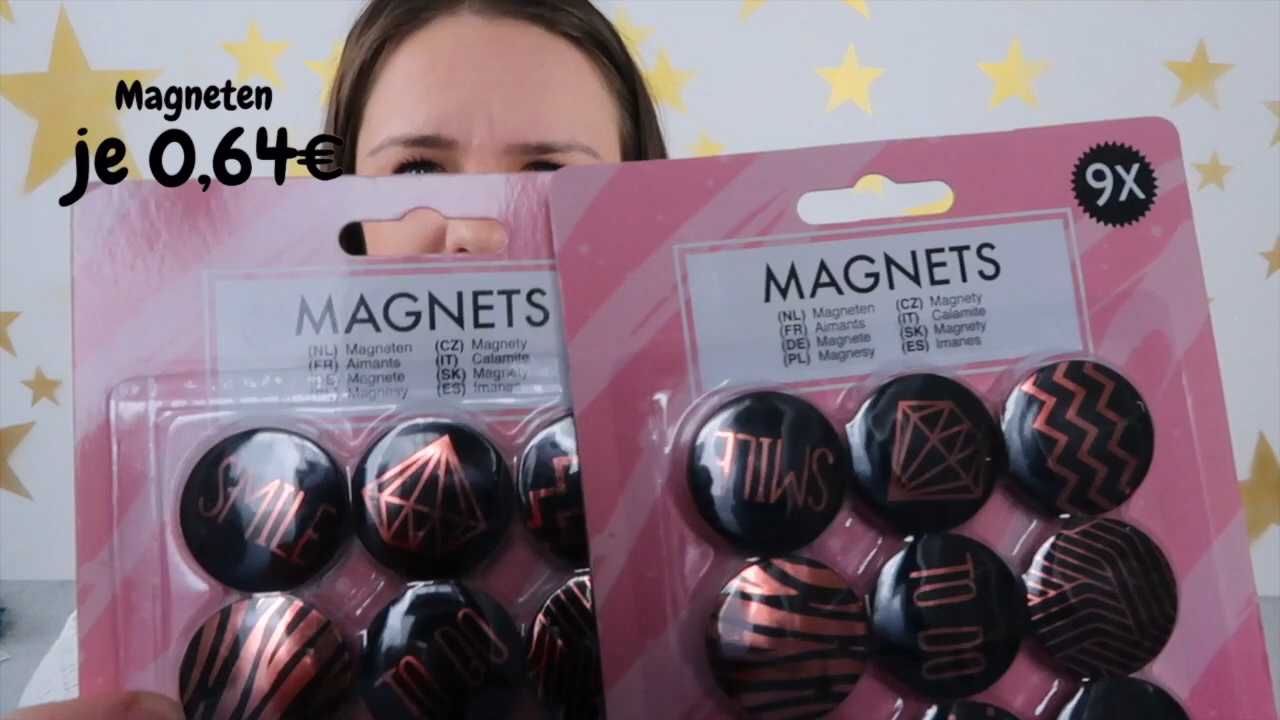 Magneten
je 0,64€
MAGNETS
(NL) Magneten (CZ) Magnety
(FR) Aimants (IT) Calamite
Magnete (SK) Magnety
Magnesy (ES) Imanes
SMILE
TO DO!
9X
MAGNETS
(NL) Magneten (CZ) Magnety
(FR) Aimants (IT) Calamite
(DE) Magnete (SK) Magnety
(PL) Magnesy (ES) Imanes
SMILE
TO DO